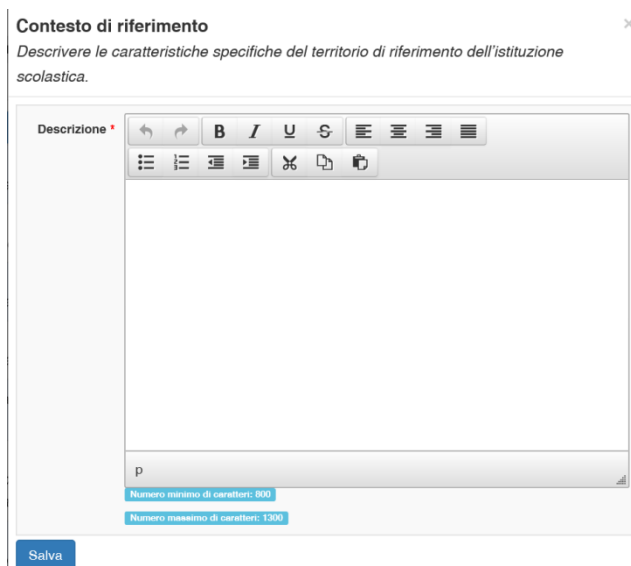 Contesto di riferimento
×
Descrivere le caratteristiche specifiche del territorio di riferimento dell'istituzione
scolastica.
Descrizione *
B I U S
p
Numero minimo di caratteri: 800
Numero massimo di caratteri: 1300
Salva